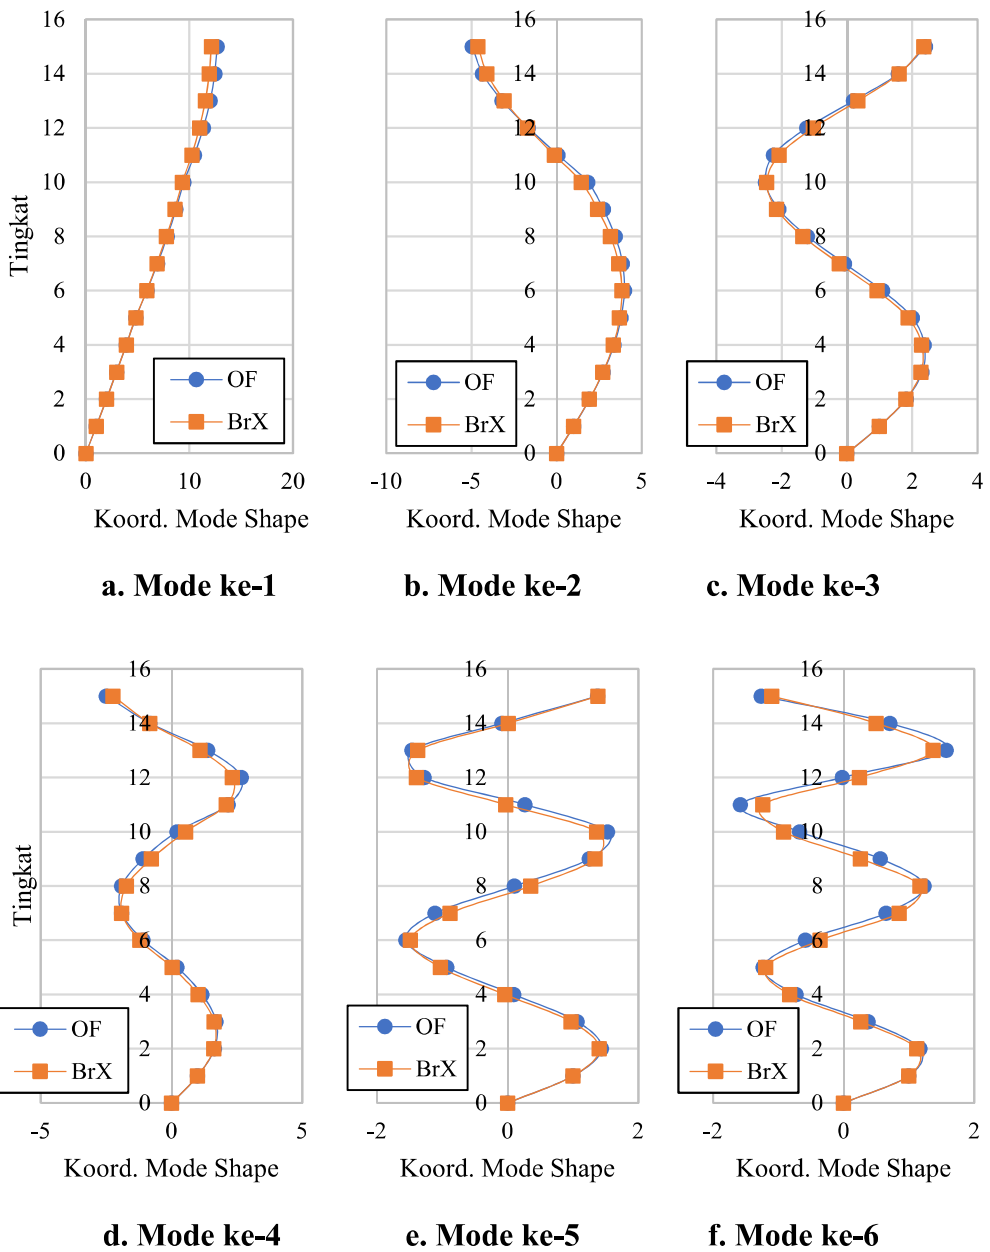 16
14
12
10
8
6
4
2
0
Tingkat
OF
BrX
0 10 20
Koord. Mode Shape
a. Mode ke-1
16
14
12
10
8
6
4
2
0
OF
BrX
-10 -5 0 5
Koord. Mode Shape
b. Mode ke-2
16
14
12
10
8
6
4
2
0
OF
BrX
-4 -2 0 2 4
Koord. Mode Shape
c. Mode ke-3
16
14
12
10
8
6
4
2
0
Tingkat
OF
BrX
-5 0 5
Koord. Mode Shape
d. Mode ke-4
16
14
12
10
8
6
4
2
0
OF
BrX
-2 0 2
Koord. Mode Shape
e. Mode ke-5
16
14
12
10
8
6
4
2
0
OF
BrX
-2 0 2
Koord. Mode Shape
f. Mode ke-6